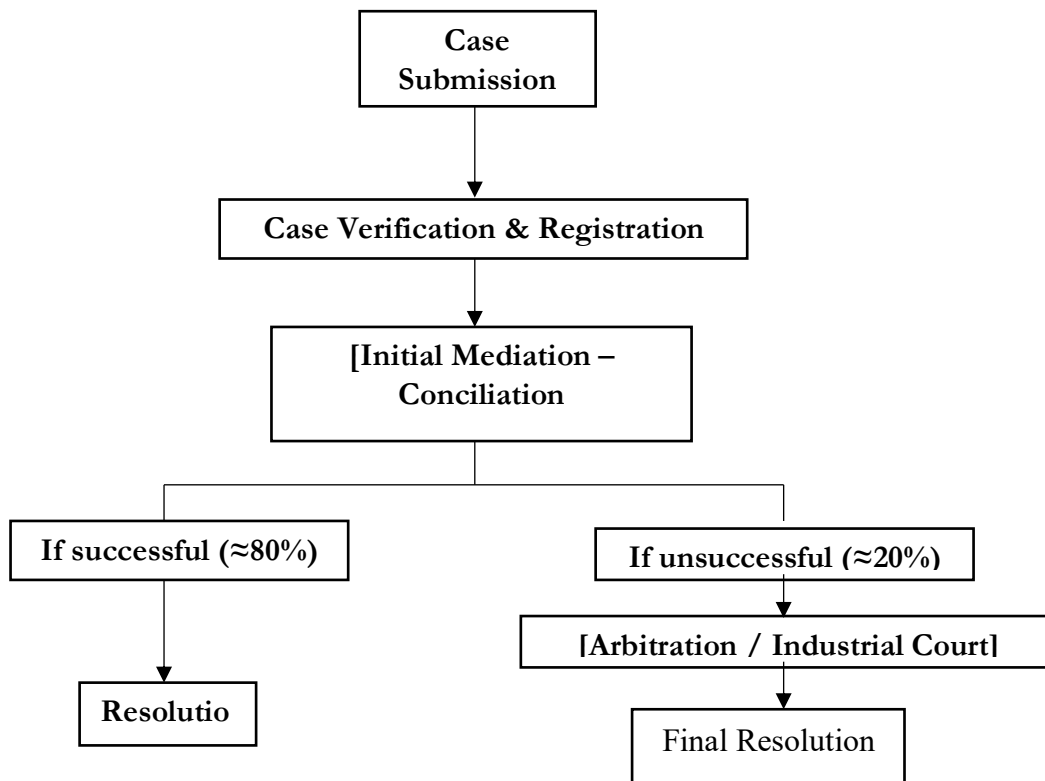 Case
Submission
Case Verification & Registration
[Initial Mediation –
Conciliation
If successful (≈80%)
If unsuccessful (≈20%)
[Arbitration / Industrial Court]
Resolutio
Final Resolution